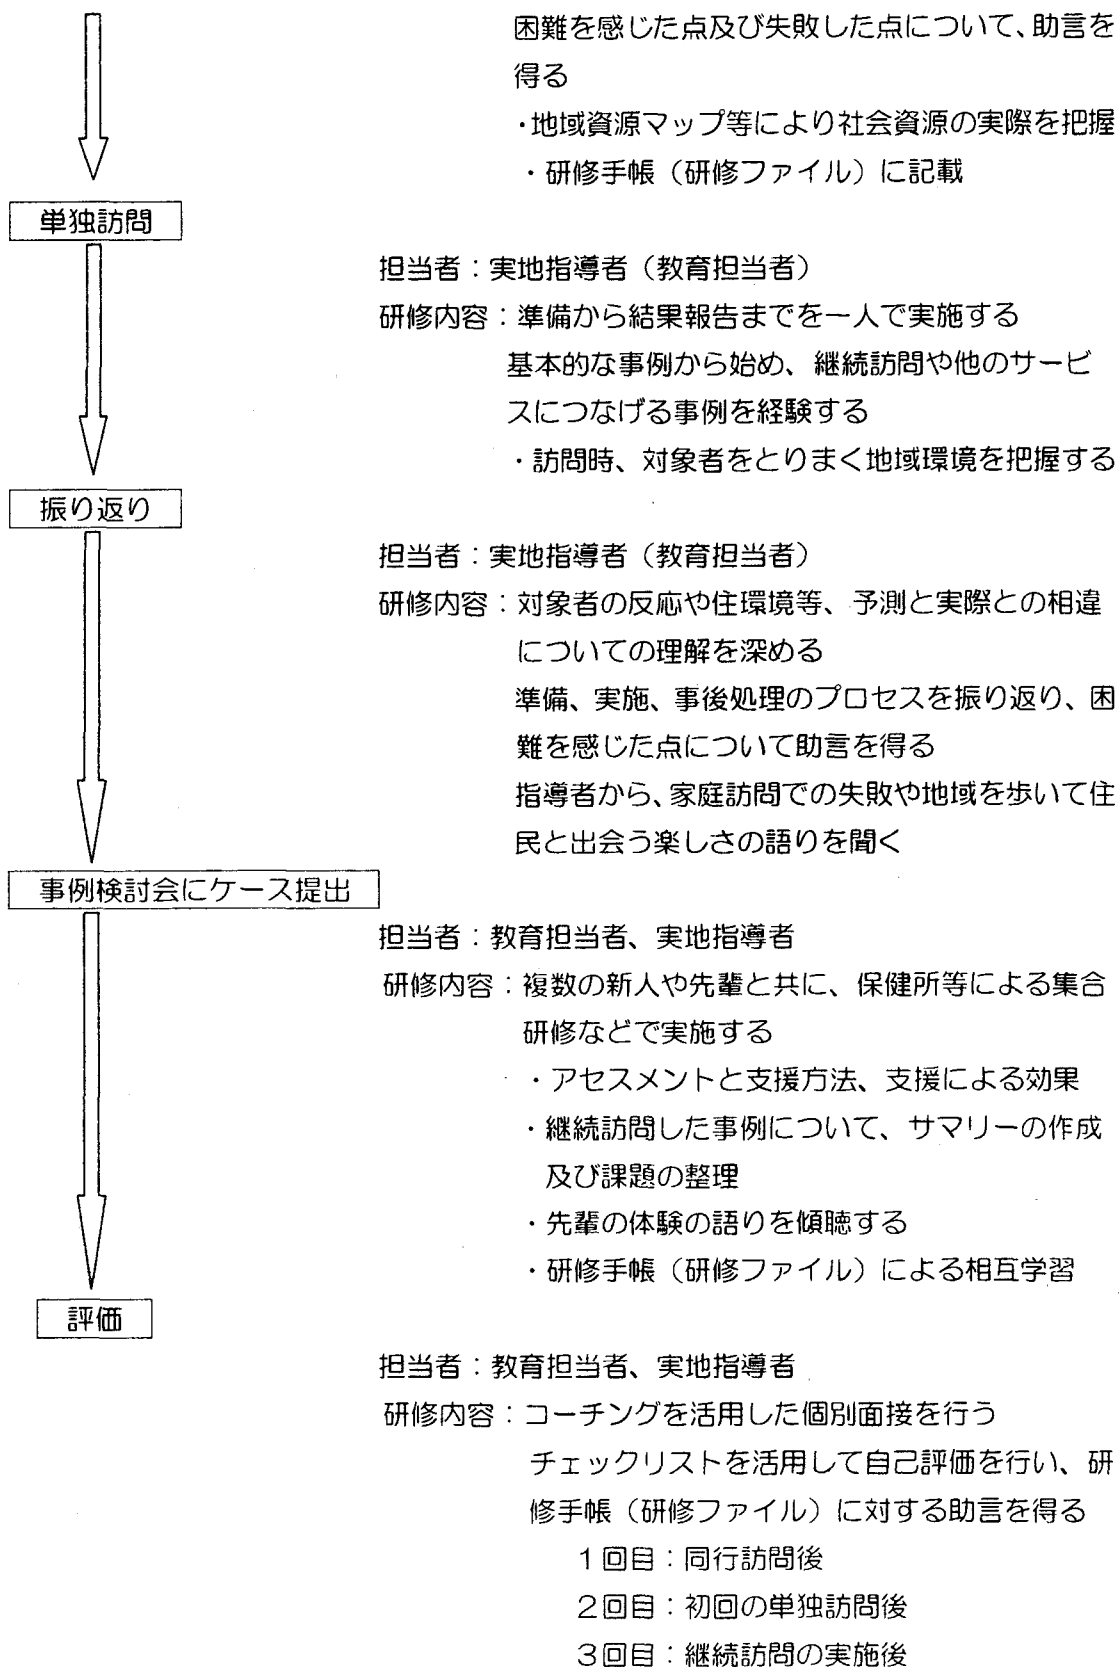 困難を感じた点及び失敗した点について、助言を
得る
・地域資源マップ等により社会資源の実際を把握
・研修手帳（研修ファイル）に記載
単独訪問
担当者：実地指導者（教育担当者）
研修内容：準備から結果報告までを一人で実施する
基本的な事例から始め、継続訪問や他のサービ
スにつなげる事例を経験する
・訪問時、対象者をとりまく地域環境を把握する
振り返り
担当者：実地指導者（教育担当者）
研修内容：対象者の反応や住環境等、予測と実際との相違
についての理解を深める
準備、実施、事後処理のプロセスを振り返り、困
難を感じた点について助言を得る
指導者から、家庭訪問での失敗や地域を歩いて住
民と出会う楽しさの語りを聞く
事例検討会にケース提出
担当者：教育担当者、実地指導者
研修内容：複数の新人や先輩と共に、保健所等による集合
研修などで実施する
・アセスメントと支援方法、支援による効果
・継続訪問した事例について、サマリーの作成
及び課題の整理
・先輩の体験の語りを傾聴する
・研修手帳（研修ファイル）による相互学習
評価
担当者：教育担当者、実地指導者
研修内容：コーチングを活用した個別面接を行う
チェックリストを活用して自己評価を行い、研
修手帳（研修ファイル）に対する助言を得る
１回目：同行訪問後
２回目：初回の単独訪問後
３回目：継続訪問の実施後